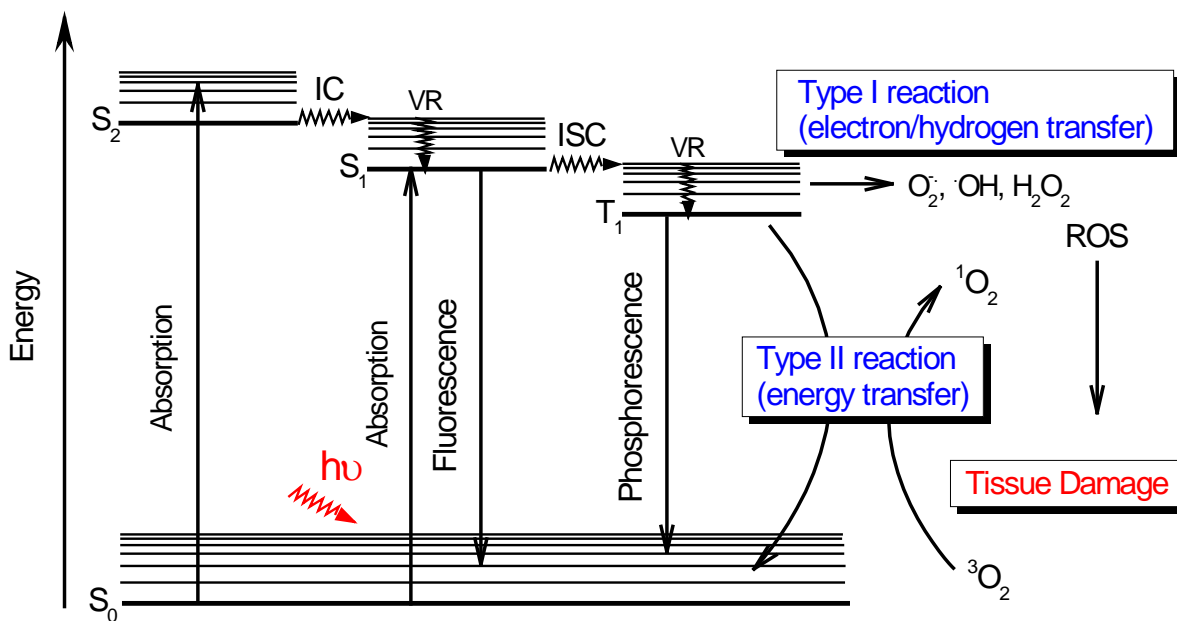 Energy
S₂
IC
VR
S₁
ISC
VR
T₁
Type I reaction
(electron/hydrogen transfer)
O₂⁻·, ·OH, H₂O₂
ROS
¹O₂
Type II reaction
(energy transfer)
Tissue Damage
³O₂
Absorption
Absorption
Fluorescence
Phosphorescence
hυ
S₀